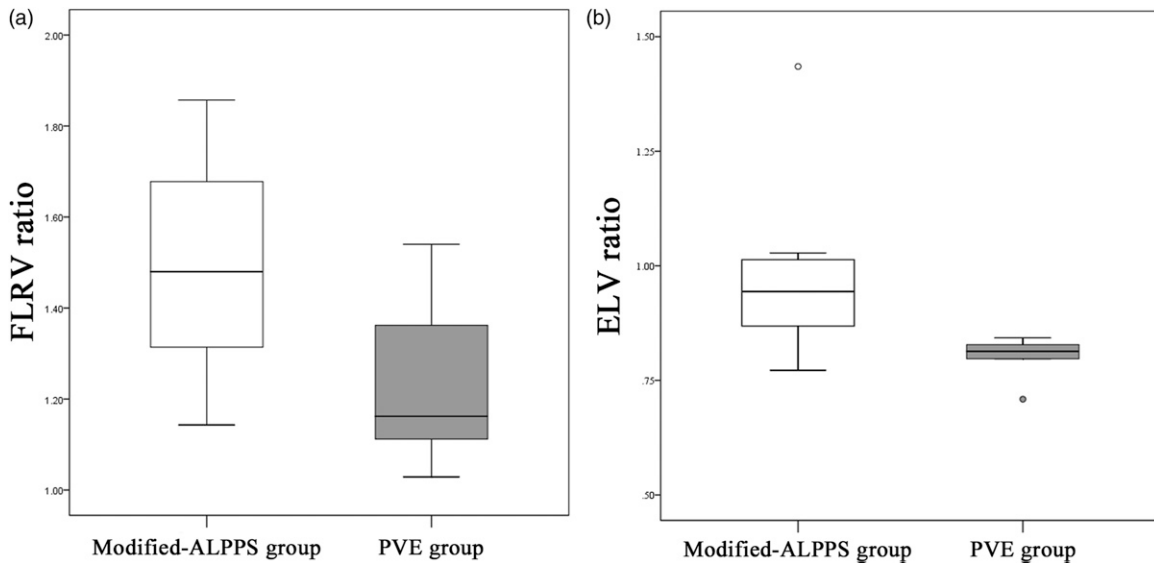 (a)
FLRV ratio
2.00
1.80
1.60
1.40
1.20
1.00
Modified-ALPPS group
PVE group
(b)
ELV ratio
1.50
1.25
1.00
.75
.50
Modified-ALPPS group
PVE group